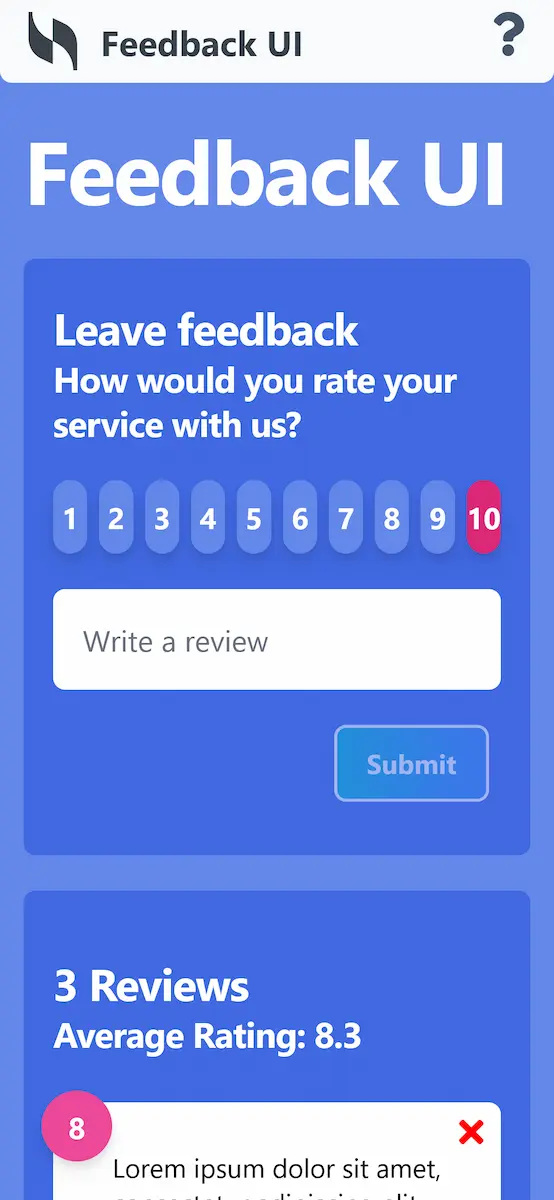 Feedback UI
?
Feedback UI
Leave feedback
How would you rate your
service with us?
1 2 3 4 5 6 7 8 9 10
Write a review
Submit
3 Reviews
Average Rating: 8.3
8
Lorem ipsum dolor sit amet,